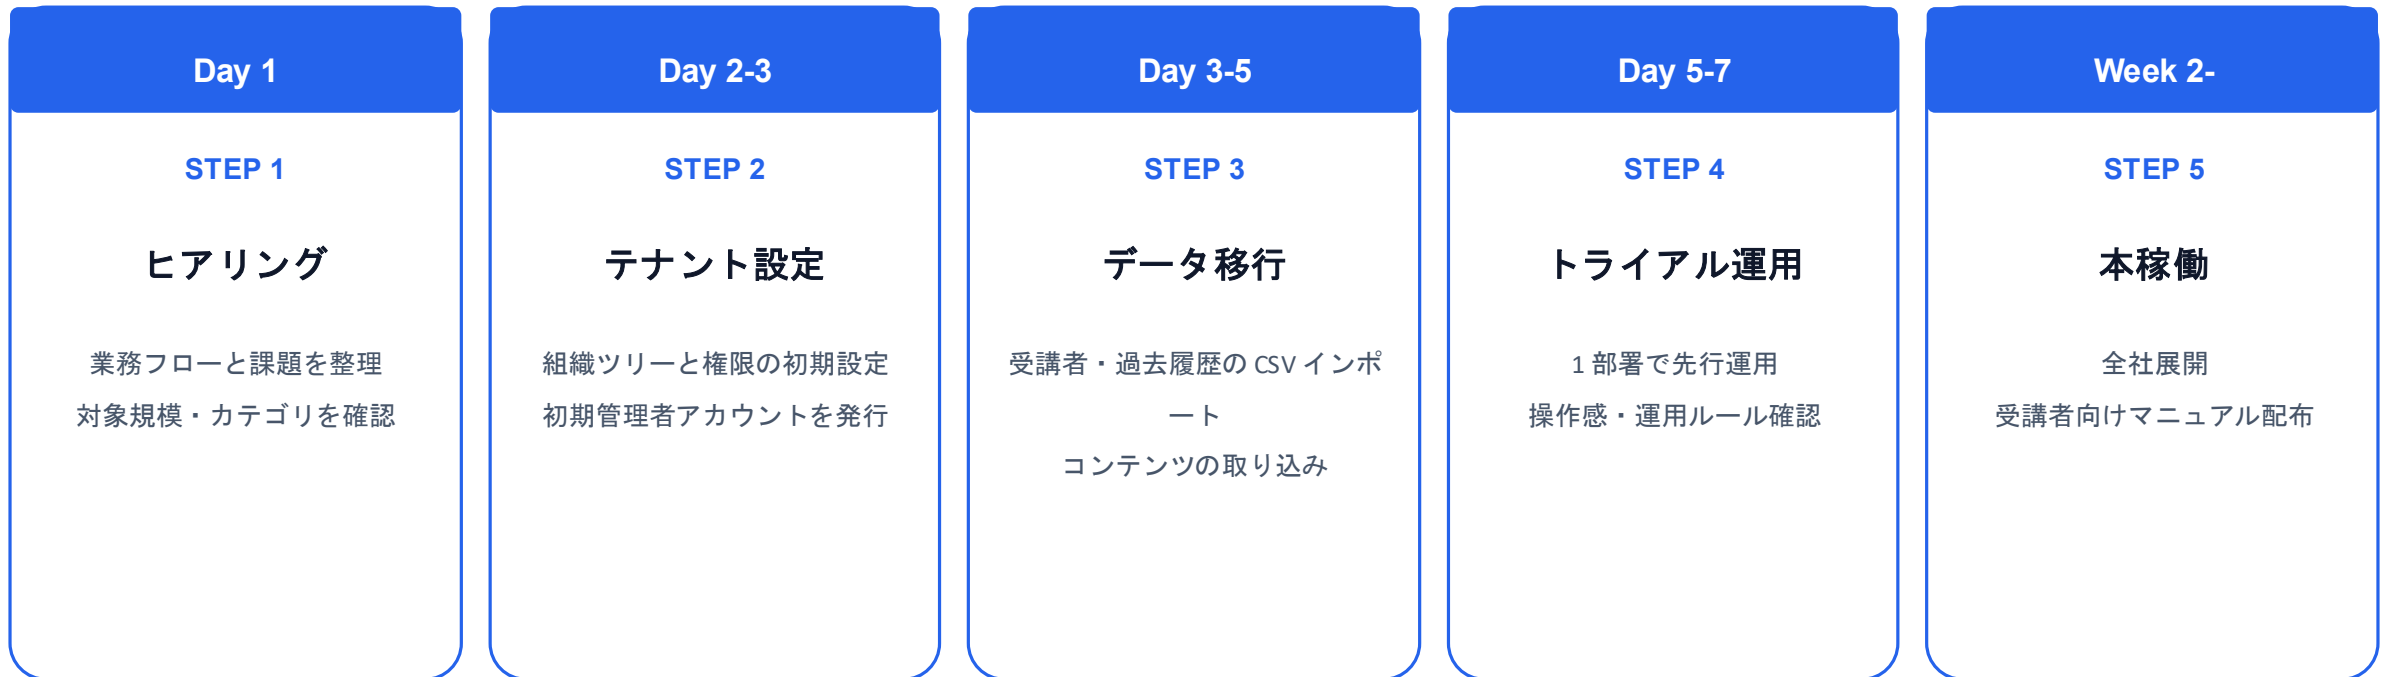 Day 1
STEP 1
ヒアリング
業務フローと課題を整理
対象規模・カテゴリを確認
Day 2-3
STEP 2
テナント設定
組織ツリーと権限の初期設定
初期管理者アカウントを発行
Day 3-5
STEP 3
データ移行
受講者・過去履歴の CSV インポ
ート
コンテンツの取り込み
Day 5-7
STEP 4
トライアル運用
1 部署で先行運用
操作感・運用ルール確認
Week 2-
STEP 5
本稼働
全社展開
受講者向けマニュアル配布